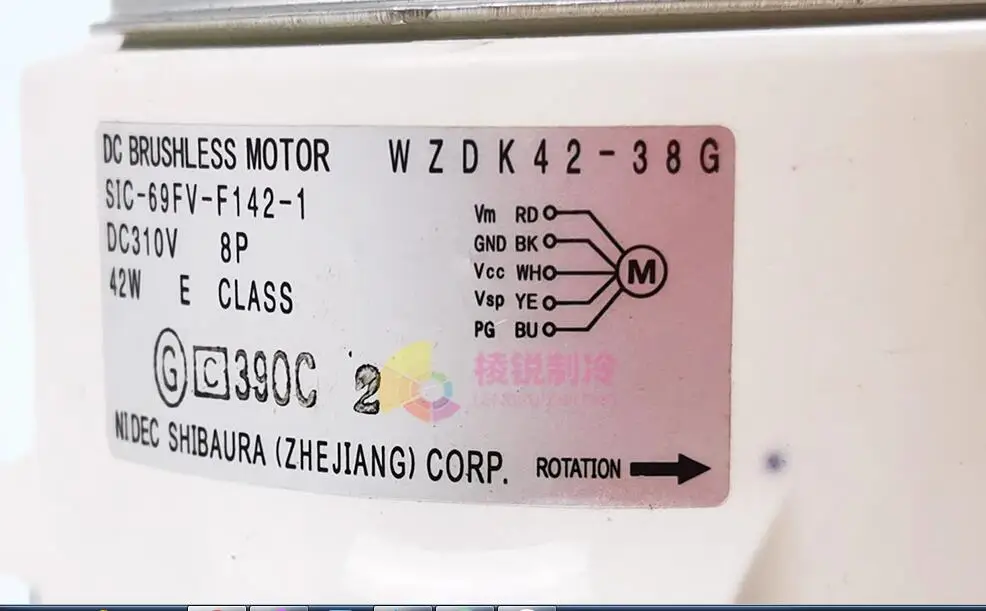 DC BRUSHLESS MOTOR WZDK42-38G
SIC-69FV-F142-1
DC310V 8P
42W E CLASS
Vm RD
GND BK
Vcc WH
Vsp YE
PG BU
M
G C 390C 2
棱锐制冷
NIDEC SHIBAURA (ZHEJIANG) CORP.
ROTATION